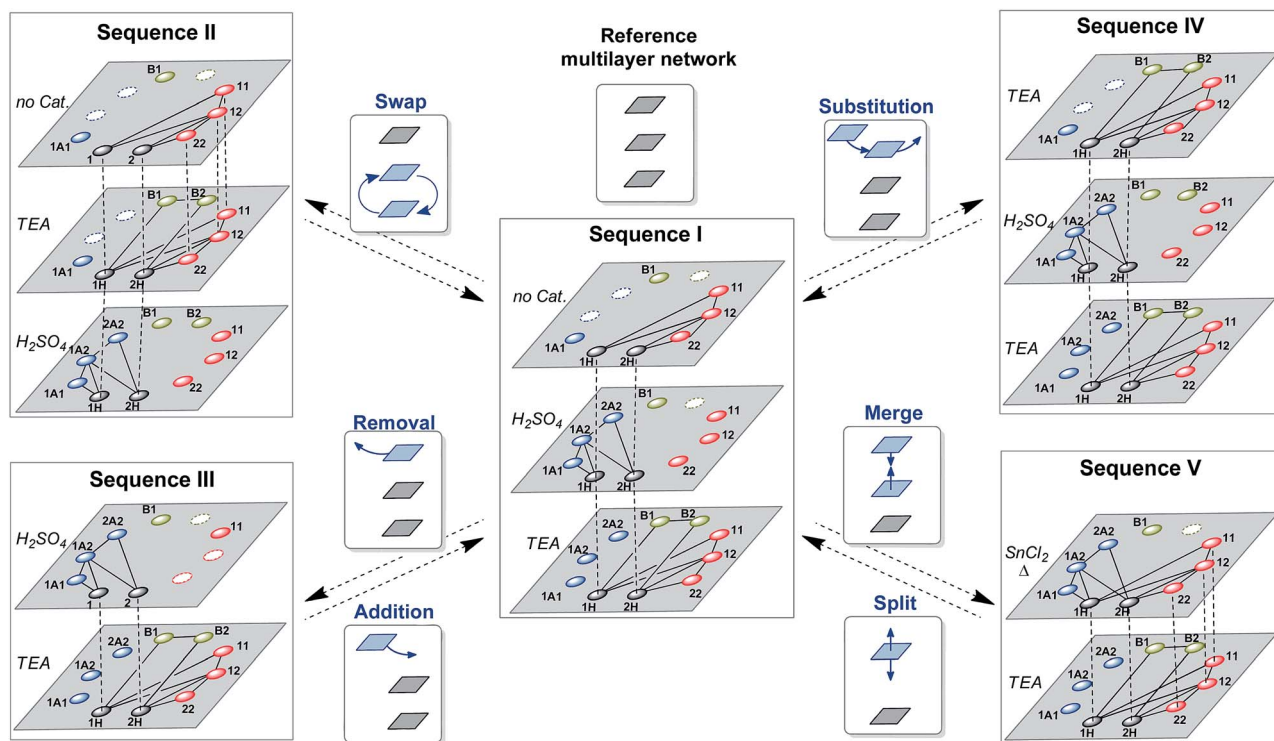 Sequence II
no Cat.
B1
11
12
22
1A1
1
2
TEA
B1
B2
11
12
22
1A1
1H
2H
H2SO4
B1
B2
2A2
11
1A2
12
1A1
22
1H
2H
Swap
Reference
multilayer network
Substitution
Sequence IV
TEA
B1
B2
11
12
22
1A1
1H
2H
H2SO4
B1
B2
2A2
1A2
11
12
1A1
22
1H
2H
TEA
B1
B2
2A2
11
1A2
12
1A1
22
1H
2H
Sequence I
no Cat.
B1
11
12
22
1A1
1H
2H
H2SO4
B1
2A2
11
1A2
12
1A1
22
1H
2H
TEA
B1
B2
2A2
11
1A2
12
1A1
22
1H
2H
Removal
Addition
Merge
Split
Sequence III
H2SO4
B1
2A2
11
1A2
1A1
1
2
TEA
B1
B2
2A2
11
1A2
12
1A1
22
1H
2H
Sequence V
SnCl2
Δ
B1
2A2
11
1A2
12
1A1
22
1H
2H
TEA
B1
B2
2A2
11
1A2
12
1A1
22
1H
2H